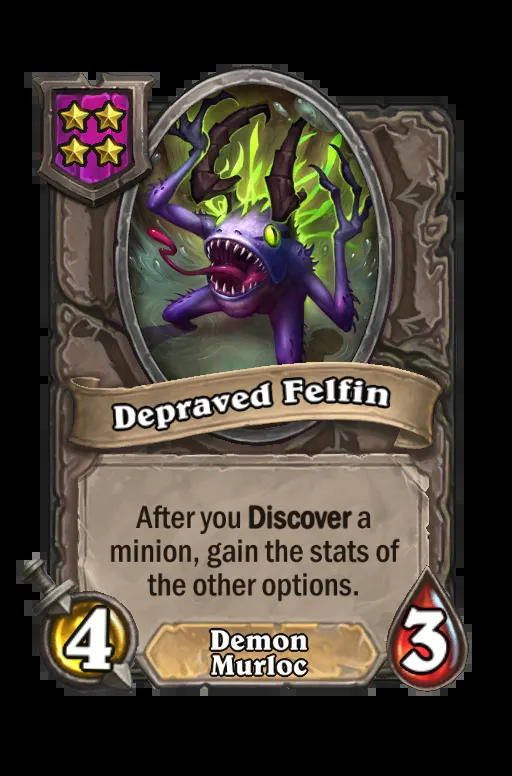 Depraved Felfin
After you Discover a
minion, gain the stats of
the other options.
4
Demon
Murloc
3